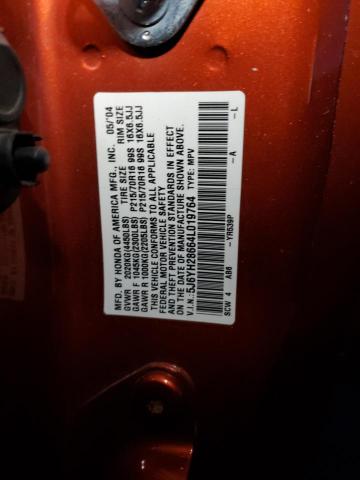 MFD. BY HONDA OF AMERICA MFG., INC. 05/'04
TIRE SIZE RIM SIZE
GVWR 2020KG(4450LBS)
GAWR F 1045KG(2300LBS) P215/70R16 99S 16X6.5JJ
GAWR R 1000KG(2205LBS) P215/70R16 99S 16X6.5JJ
THIS VEHICLE CONFORMS TO ALL APPLICABLE
FEDERAL MOTOR VEHICLE SAFETY
AND THEFT PREVENTION STANDARDS IN EFFECT
ON THE DATE OF MANUFACTURE SHOWN ABOVE.
V.I.N.: 5J6YH28664L019764 TYPE: MPV
-YR539P -A -L
SCW 4 AB6